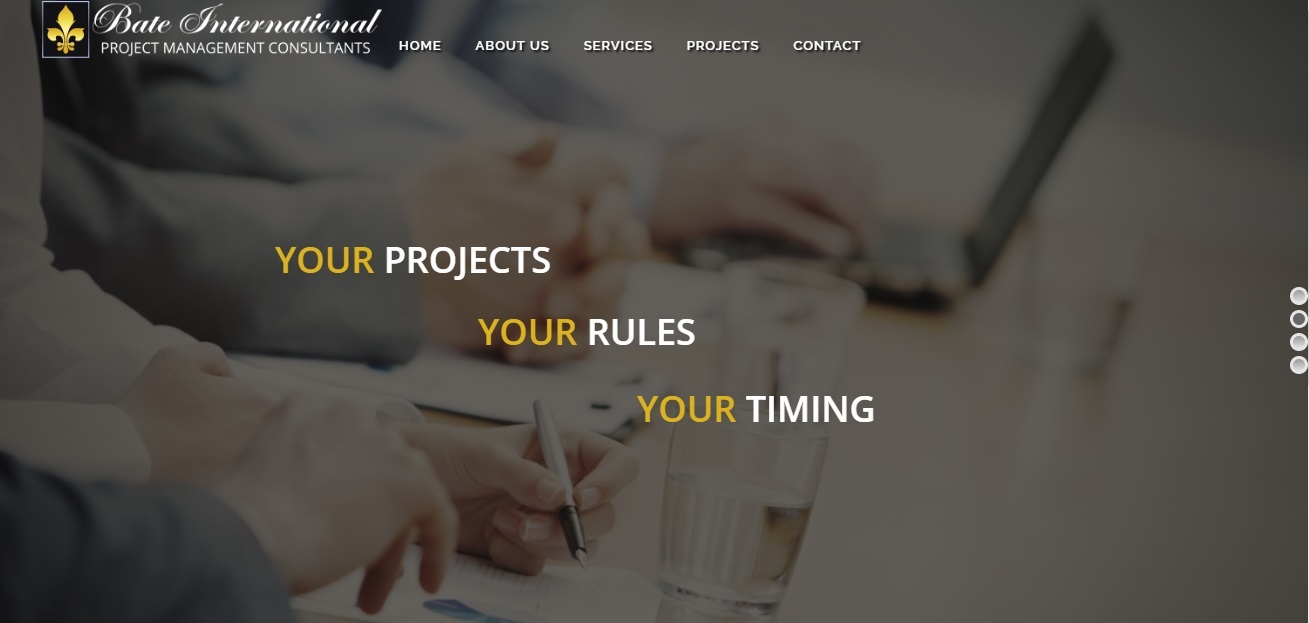 Bate International
PROJECT MANAGEMENT CONSULTANTS
HOME ABOUT US SERVICES PROJECTS CONTACT
YOUR PROJECTS
YOUR RULES
YOUR TIMING